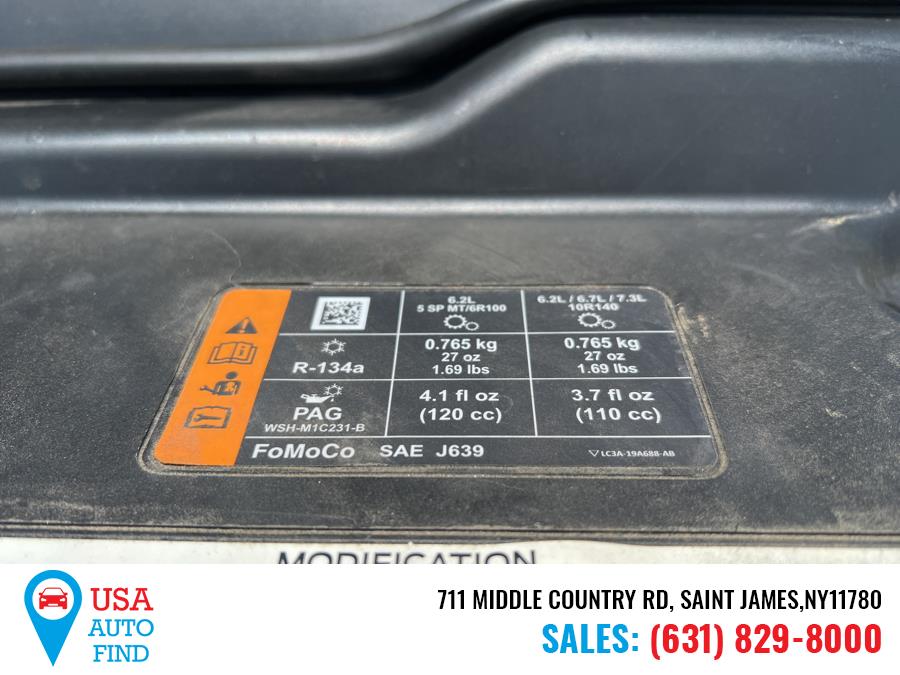 6.2L
5 SP MT/6R100
6.2L / 6.7L / 7.3L
10R140
R-134a
0.765 kg
27 oz
1.69 lbs
0.765 kg
27 oz
1.69 lbs
PAG
WSH-M1C231-B
4.1 fl oz
(120 cc)
3.7 fl oz
(110 cc)
FoMoCo SAE J639
LC3A-19A688-AB
MODIFICATION
USA
AUTO
FIND
711 MIDDLE COUNTRY RD, SAINT JAMES,NY11780
SALES: (631) 829-8000